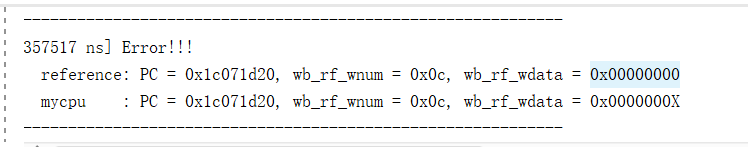 ------------------------------------------------------------
357517 ns] Error!!!
reference: PC = 0x1c071d20, wb_rf_wnum = 0x0c, wb_rf_wdata = 0x00000000
mycpu    : PC = 0x1c071d20, wb_rf_wnum = 0x0c, wb_rf_wdata = 0x0000000X
------------------------------------------------------------